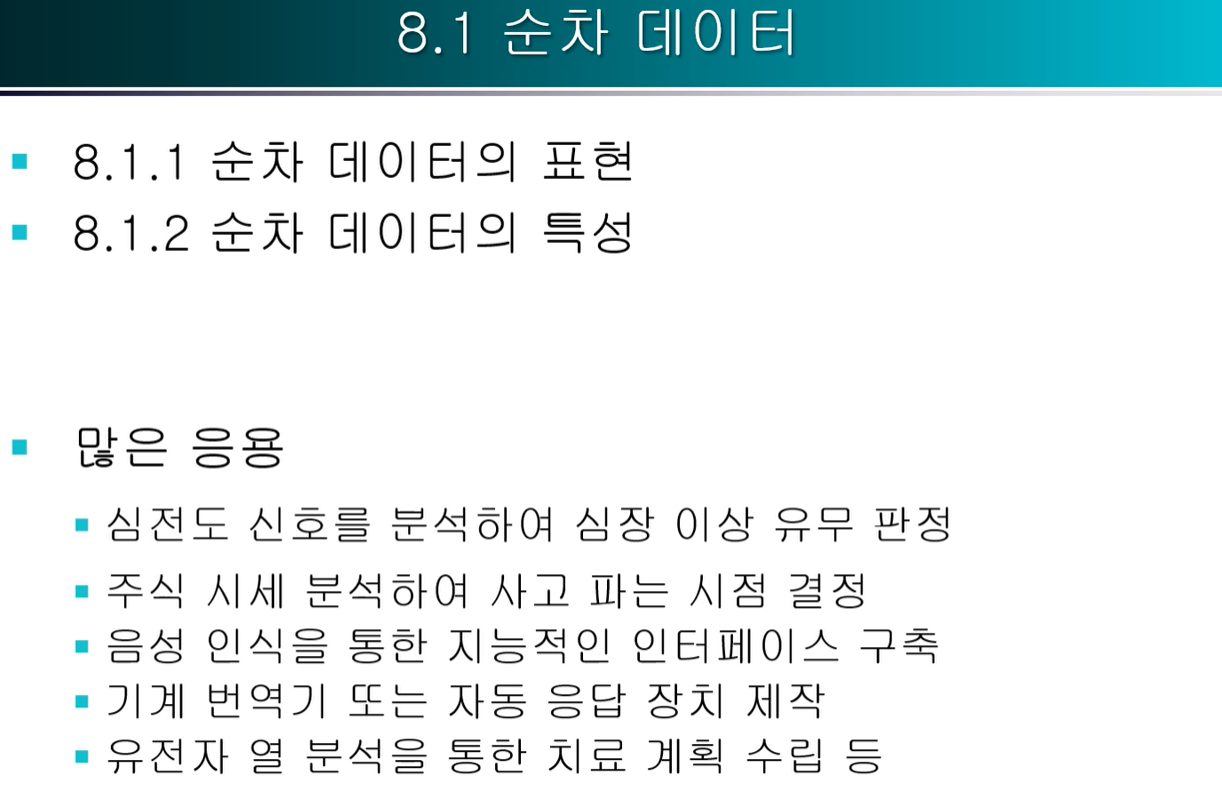 8.1 순차 데이터
8.1.1 순차 데이터의 표현
8.1.2 순차 데이터의 특성
많은 응용
심전도 신호를 분석하여 심장 이상 유무 판정
주식 시세 분석하여 사고 파는 시점 결정
음성 인식을 통한 지능적인 인터페이스 구축
기계 번역기 또는 자동 응답 장치 제작
유전자 열 분석을 통한 치료 계획 수립 등